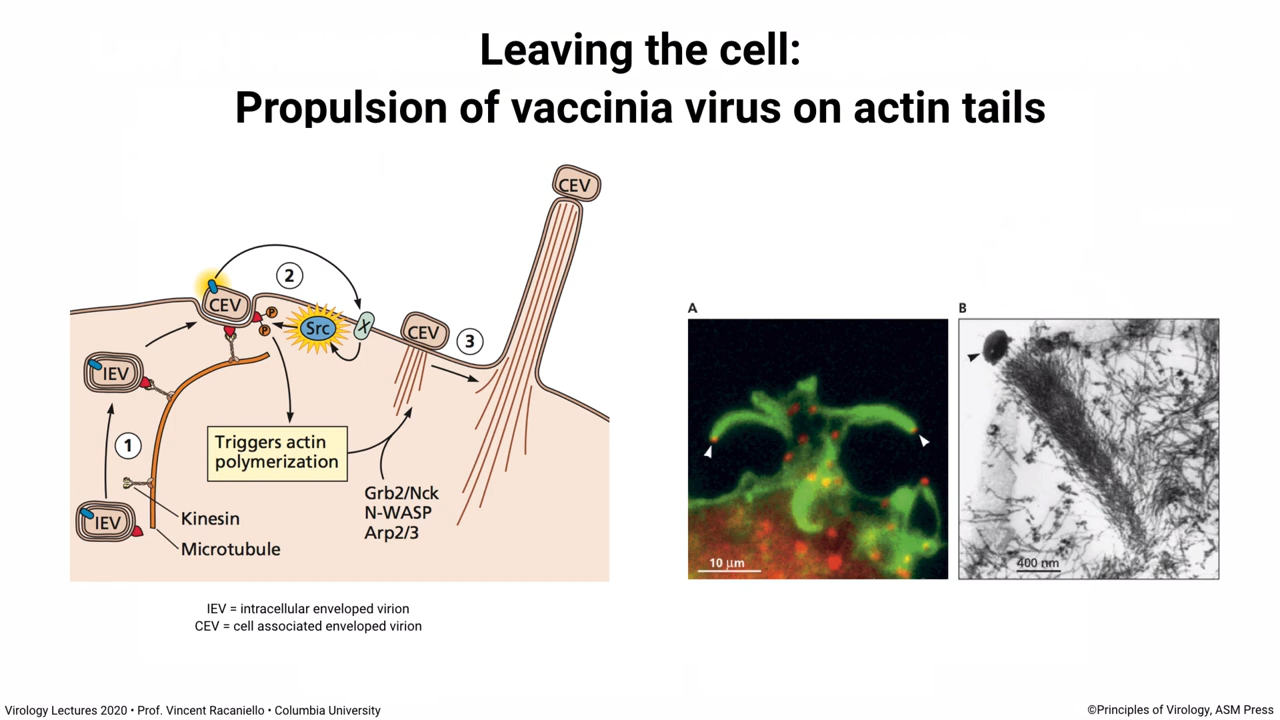 Leaving the cell:
Propulsion of vaccinia virus on actin tails
CEV
2
CEV
P
P
Src
X
CEV
3
IEV
1
Triggers actin
polymerization
IEV
Kinesin
Microtubule
Grb2/Nck
N-WASP
Arp2/3
IEV = intracellular enveloped virion
CEV = cell associated enveloped virion
A
10 µm
B
400 nm
Virology Lectures 2020 • Prof. Vincent Racaniello • Columbia University
©Principles of Virology, ASM Press